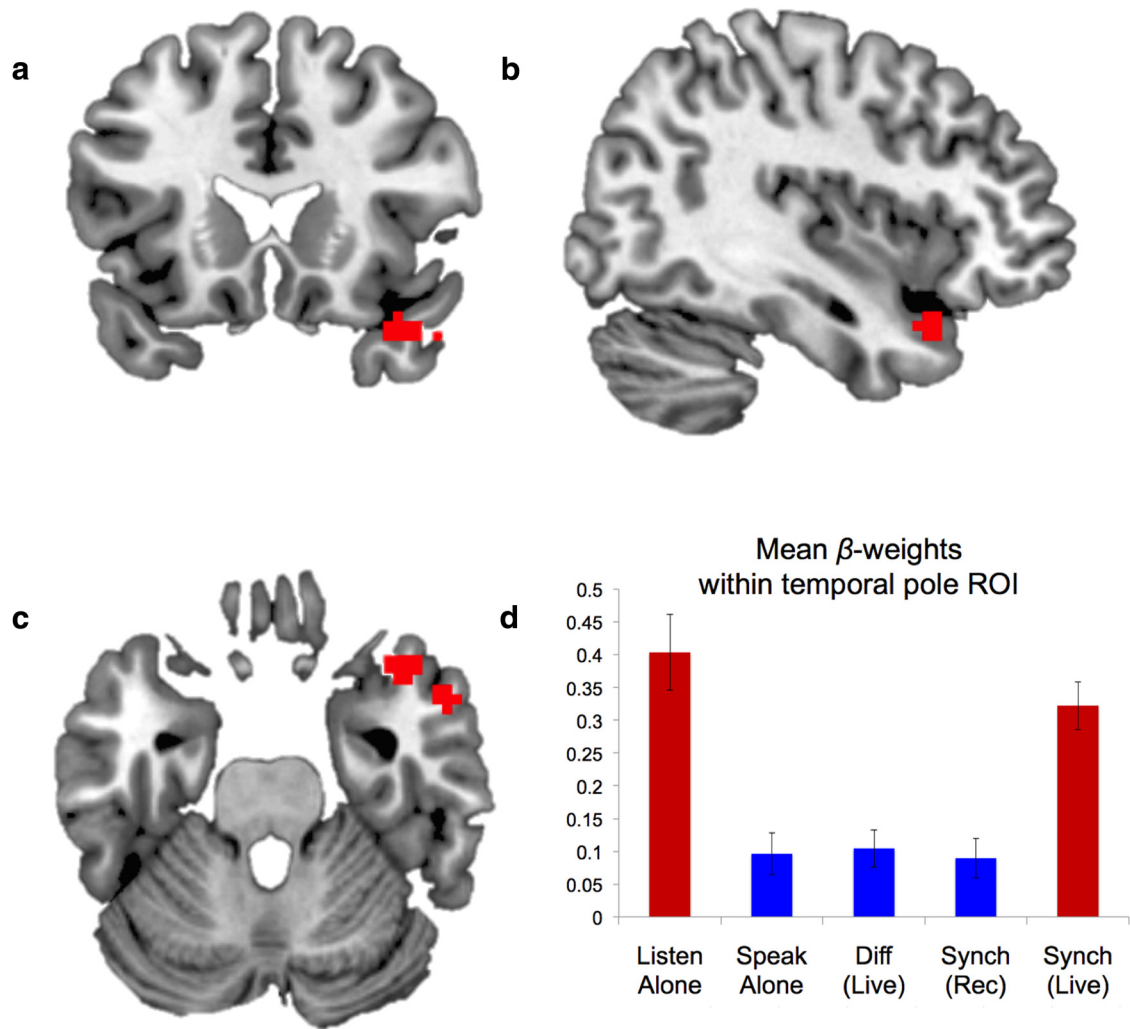 a
b
c
d
Mean β-weights
within temporal pole ROI
0.5
0.45
0.4
0.35
0.3
0.25
0.2
0.15
0.1
0.05
0
Listen Speak Diff Synch Synch
Alone Alone (Live) (Rec) (Live)